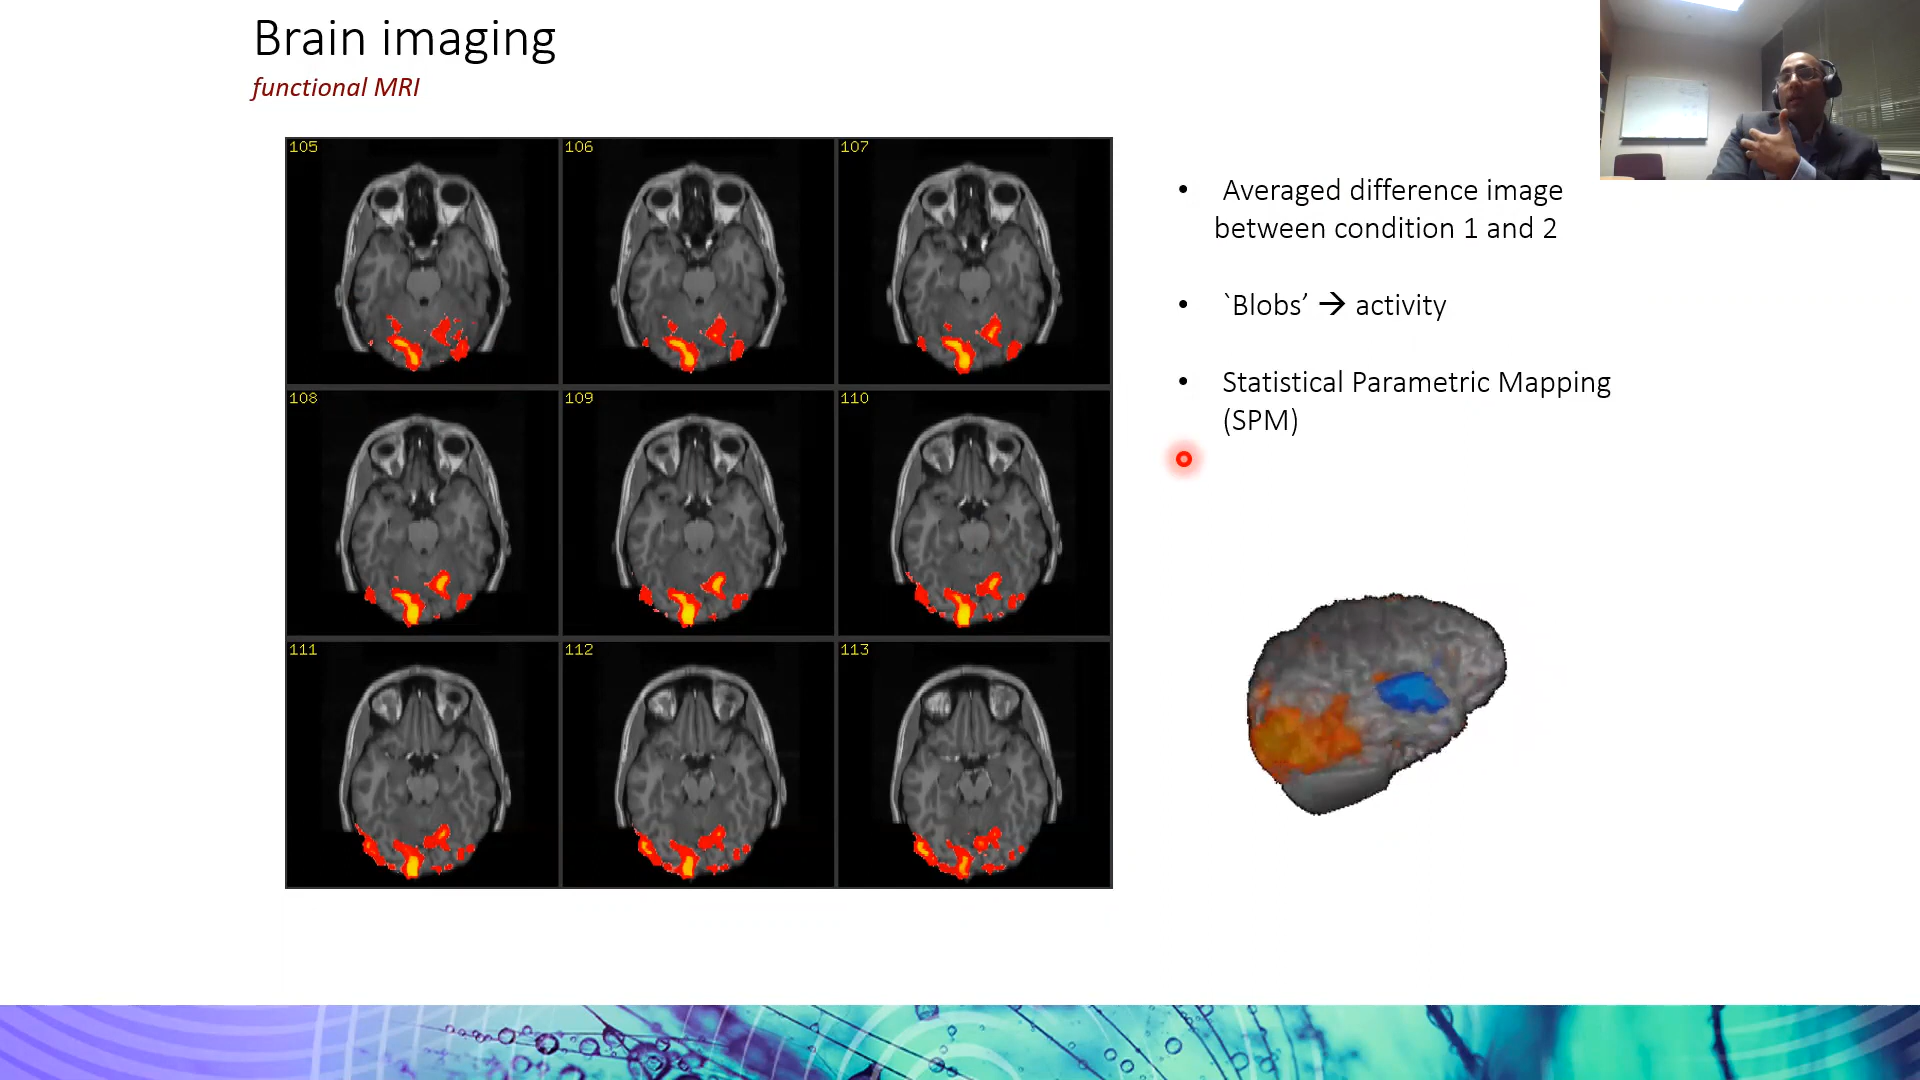 Brain imaging
functional MRI
105
106
107
108
109
110
111
112
113
• Averaged difference image
between condition 1 and 2
• `Blobs’ → activity
• Statistical Parametric Mapping
(SPM)